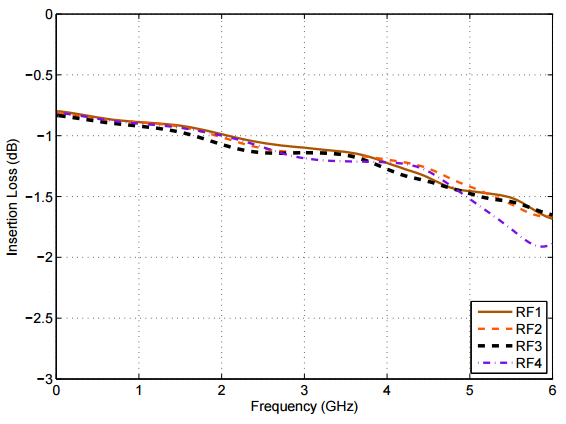 0
−0.5
−1
−1.5
−2
−2.5
−3
Insertion Loss (dB)
0 1 2 3 4 5 6
Frequency (GHz)
RF1
RF2
RF3
RF4